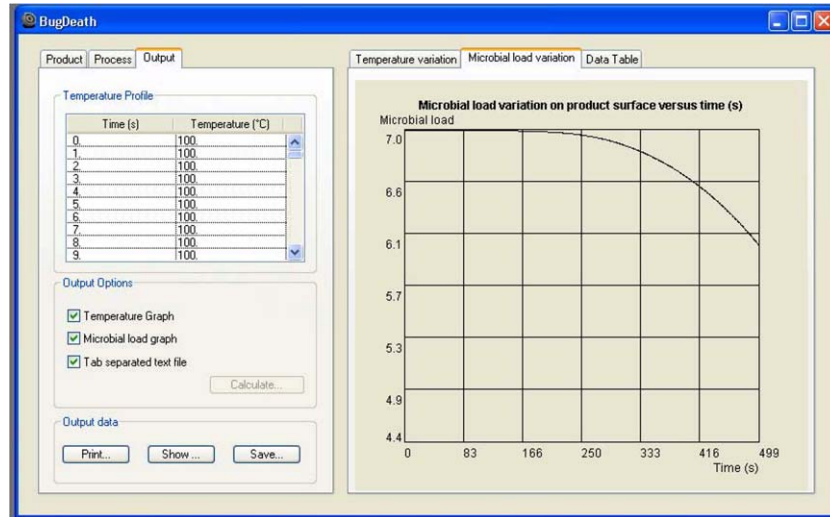 BugDeath
Product Process Output
Temperature Profile
Time (s) Temperature (°C)
0. 100.
1. 100.
2. 100.
3. 100.
4. 100.
5. 100.
6. 100.
7. 100.
8. 100.
9. 100.
Output Options
Temperature Graph
Microbial load graph
Tab separated text file
Calculate...
Output data
Print... Show ... Save...
Temperature variation Microbial load variation Data Table
Microbial load variation on product surface versus time (s)
Microbial load
7.0
6.6
6.1
5.7
5.3
4.9
4.4
0 83 166 250 333 416 499
Time (s)